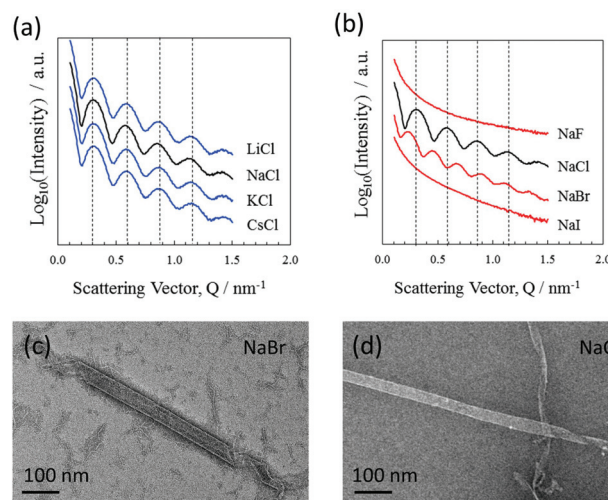 (a)
(b)
Log10(Intensity) / a.u.
LiCl
NaCl
KCl
CsCl
0.0 0.5 1.0 1.5 2.0
Scattering Vector, Q / nm-1
Log10(Intensity) / a.u.
NaF
NaCl
NaBr
NaI
0.0 0.5 1.0 1.5 2.0
Scattering Vector, Q / nm-1
(c) NaBr
100 nm
(d)
100 nm